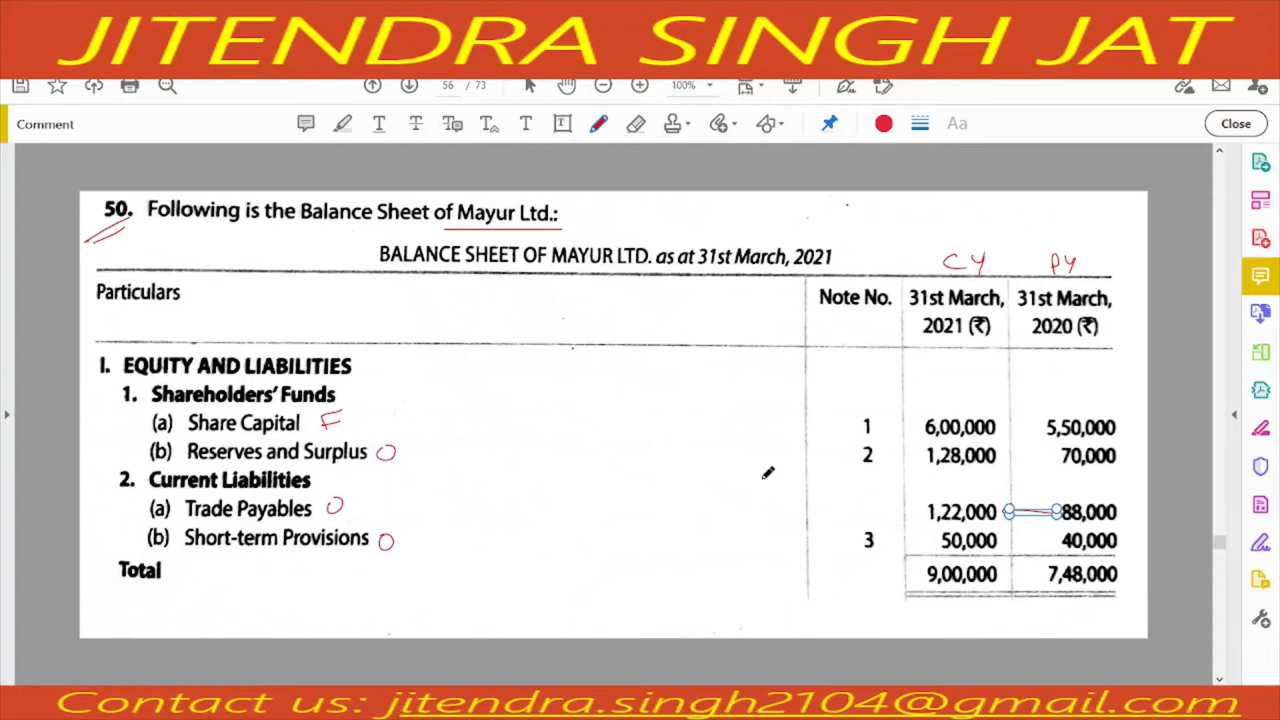 JITENDRA SINGH JAT
56 / 73
100%
Comment
Aa
Close
50. Following is the Balance Sheet of Mayur Ltd.:
BALANCE SHEET OF MAYUR LTD. as at 31st March, 2021
CY PY
Particulars Note No. 31st March, 2021 (₹) 31st March, 2020 (₹)
I. EQUITY AND LIABILITIES
1. Shareholders' Funds
(a) Share Capital F 1 6,00,000 5,50,000
(b) Reserves and Surplus O 2 1,28,000 70,000
2. Current Liabilities
(a) Trade Payables O 1,22,000 88,000
(b) Short-term Provisions O 3 50,000 40,000
Total 9,00,000 7,48,000
Contact us: jitendra.singh2104@gmail.com